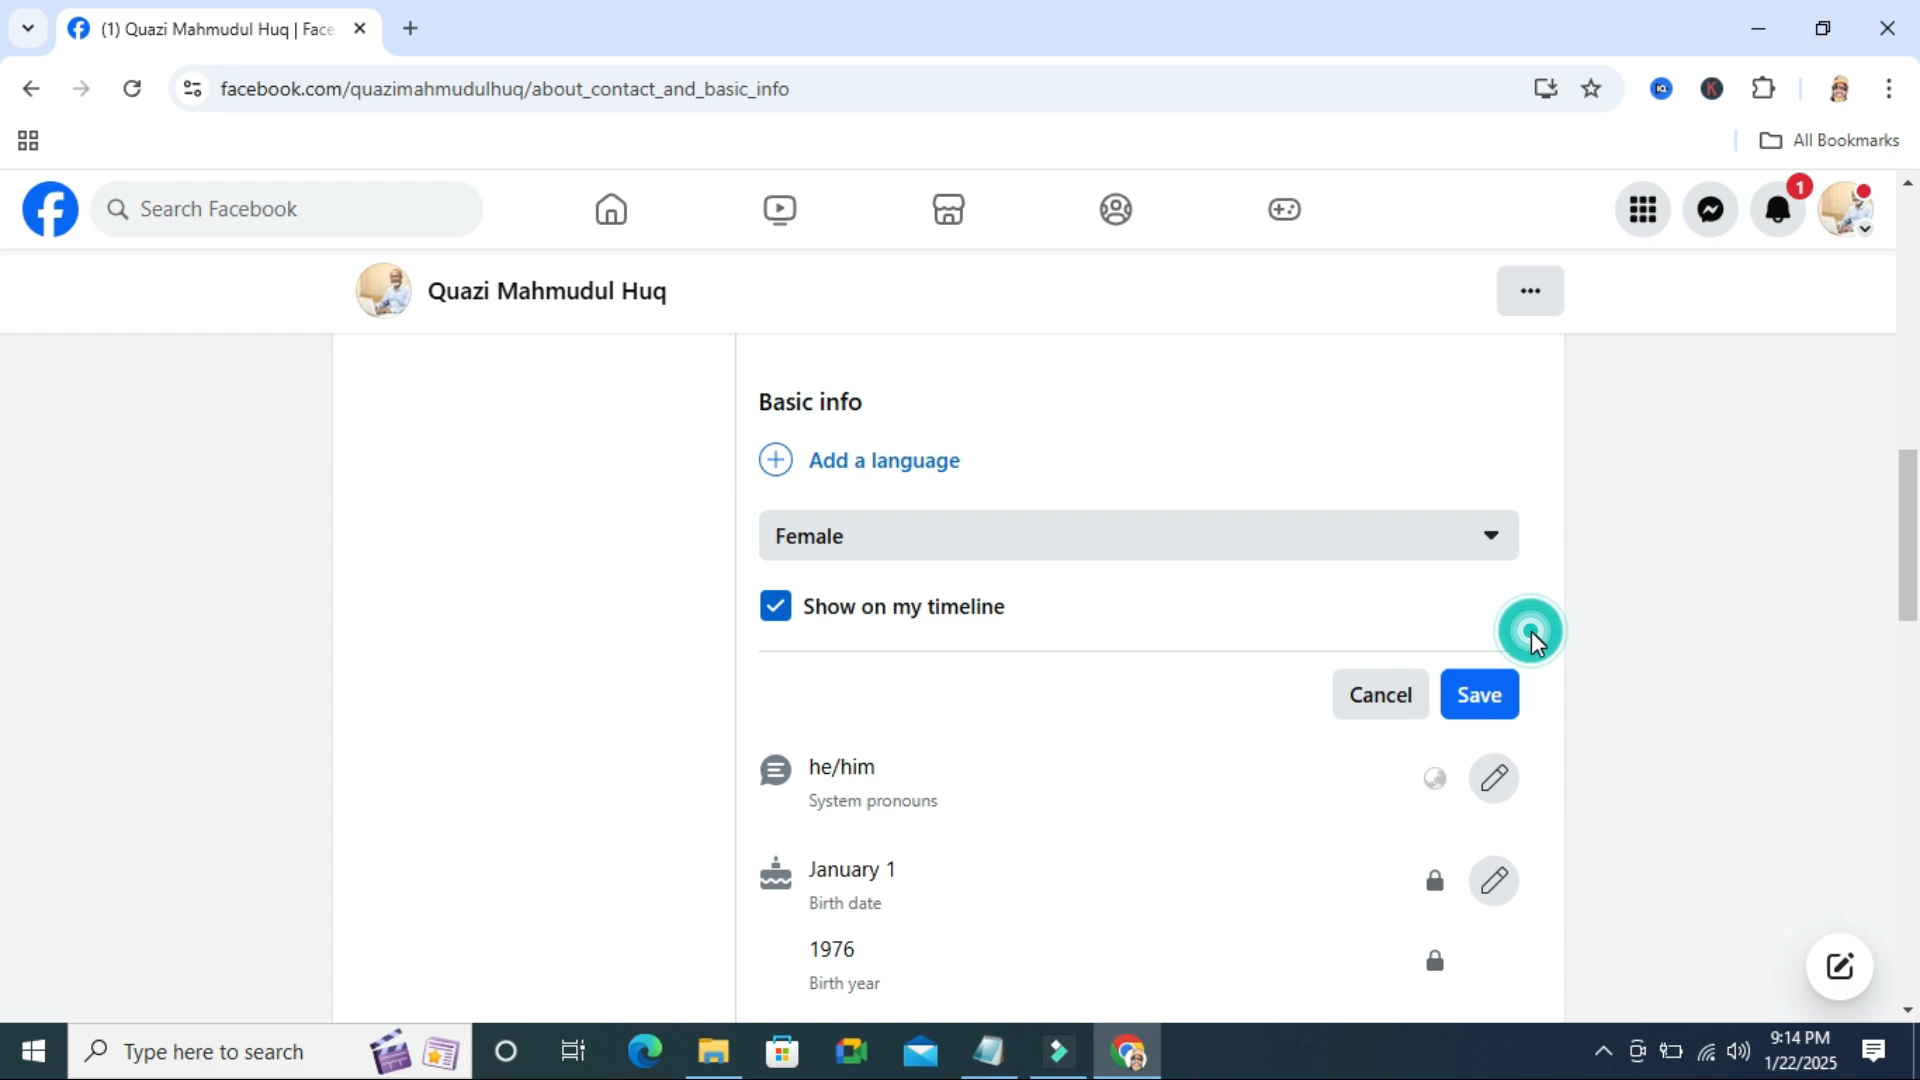 (1) Quazi Mahmudul Huq | Face
facebook.com/quazimahmudulhuq/about_contact_and_basic_info
All Bookmarks
Search Facebook
1
Quazi Mahmudul Huq
Basic info
Add a language
Female
Show on my timeline
Cancel
Save
he/him
System pronouns
January 1
Birth date
1976
Birth year
Type here to search
9:14 PM
1/22/2025